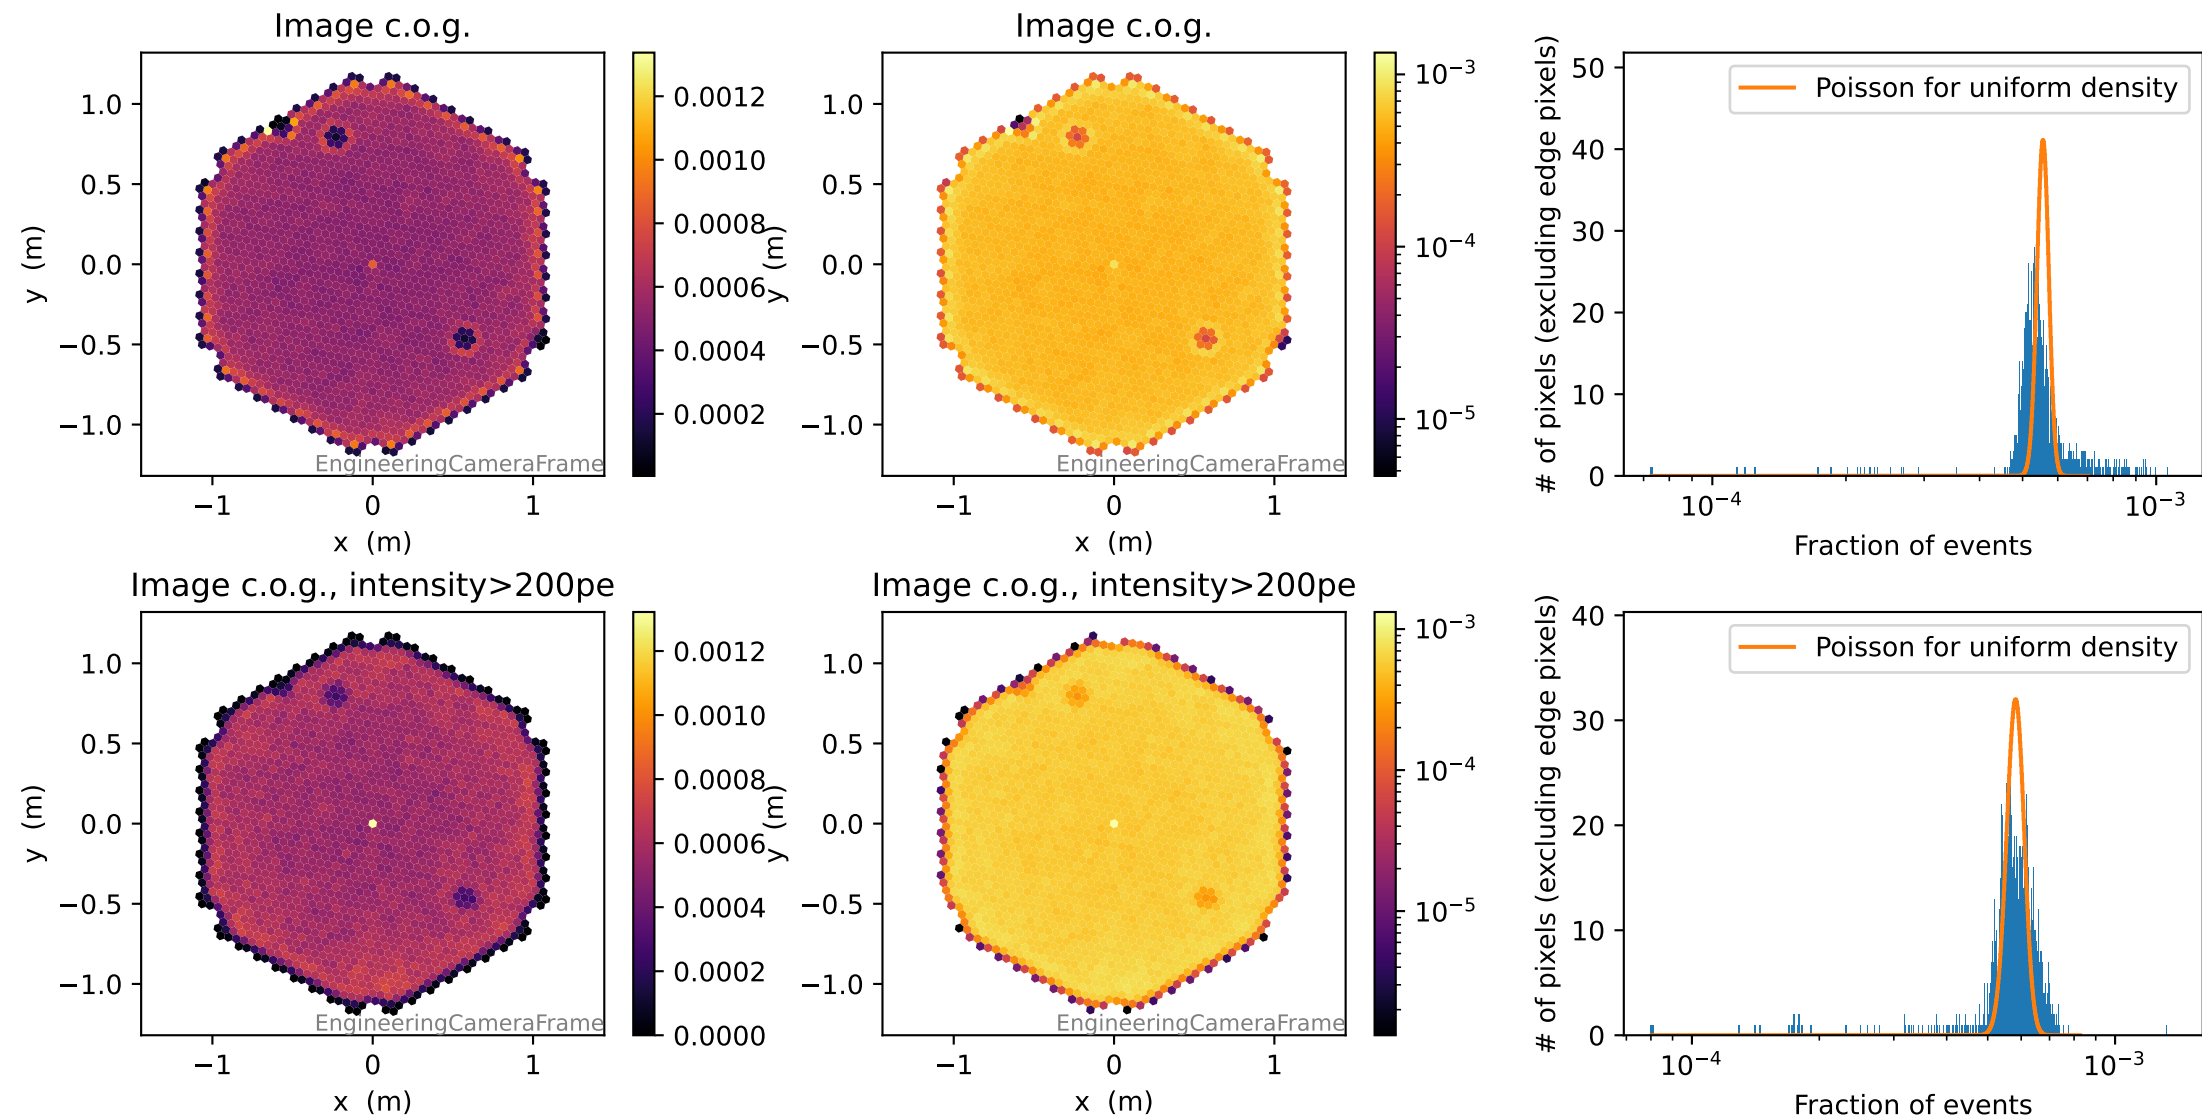 Image c.o.g.
y (m)
1.0
0.5
0.0
−0.5
−1.0
EngineeringCameraFrame
−1 0 1
x (m)
0.0012
0.0010
0.0008
0.0006
0.0004
0.0002
Image c.o.g.
y (m)
1.0
0.5
0.0
−0.5
−1.0
EngineeringCameraFrame
−1 0 1
x (m)
10⁻³
10⁻⁴
10⁻⁵
# of pixels (excluding edge pixels)
50
40
30
20
10
0
Poisson for uniform density
10⁻⁴ 10⁻³
Fraction of events
Image c.o.g., intensity>200pe
y (m)
1.0
0.5
0.0
−0.5
−1.0
EngineeringCameraFrame
−1 0 1
x (m)
0.0012
0.0010
0.0008
0.0006
0.0004
0.0002
0.0000
Image c.o.g., intensity>200pe
y (m)
1.0
0.5
0.0
−0.5
−1.0
EngineeringCameraFrame
−1 0 1
x (m)
10⁻³
10⁻⁴
10⁻⁵
# of pixels (excluding edge pixels)
40
30
20
10
0
Poisson for uniform density
10⁻⁴ 10⁻³
Fraction of events